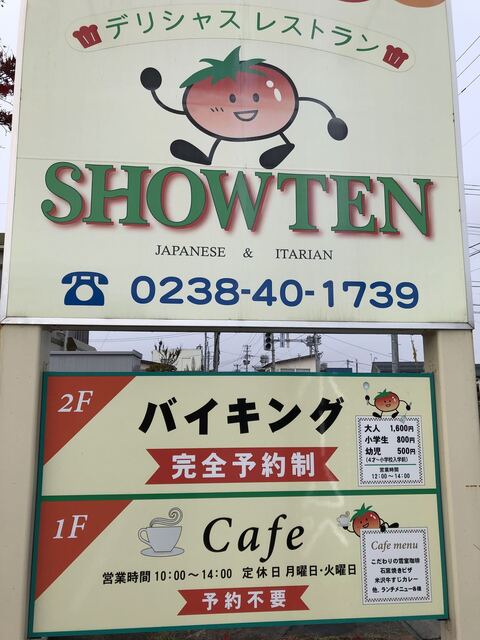 デリシャスレストラン
SHOWTEN
JAPANESE & ITARIAN
0238-40-1739
2F
バイキング
完全予約制
大人 1,600円
小学生 800円
幼児 500円
(4才～小学校入学前)
営業時間
12:00～14:00
1F
Cafe
営業時間 10:00～14:00 定休日 月曜日・火曜日
予約不要
Cafe menu
こだわりの雪室珈琲
石窯焼きピザ
米沢牛すじカレー
他、ランチメニュー各種